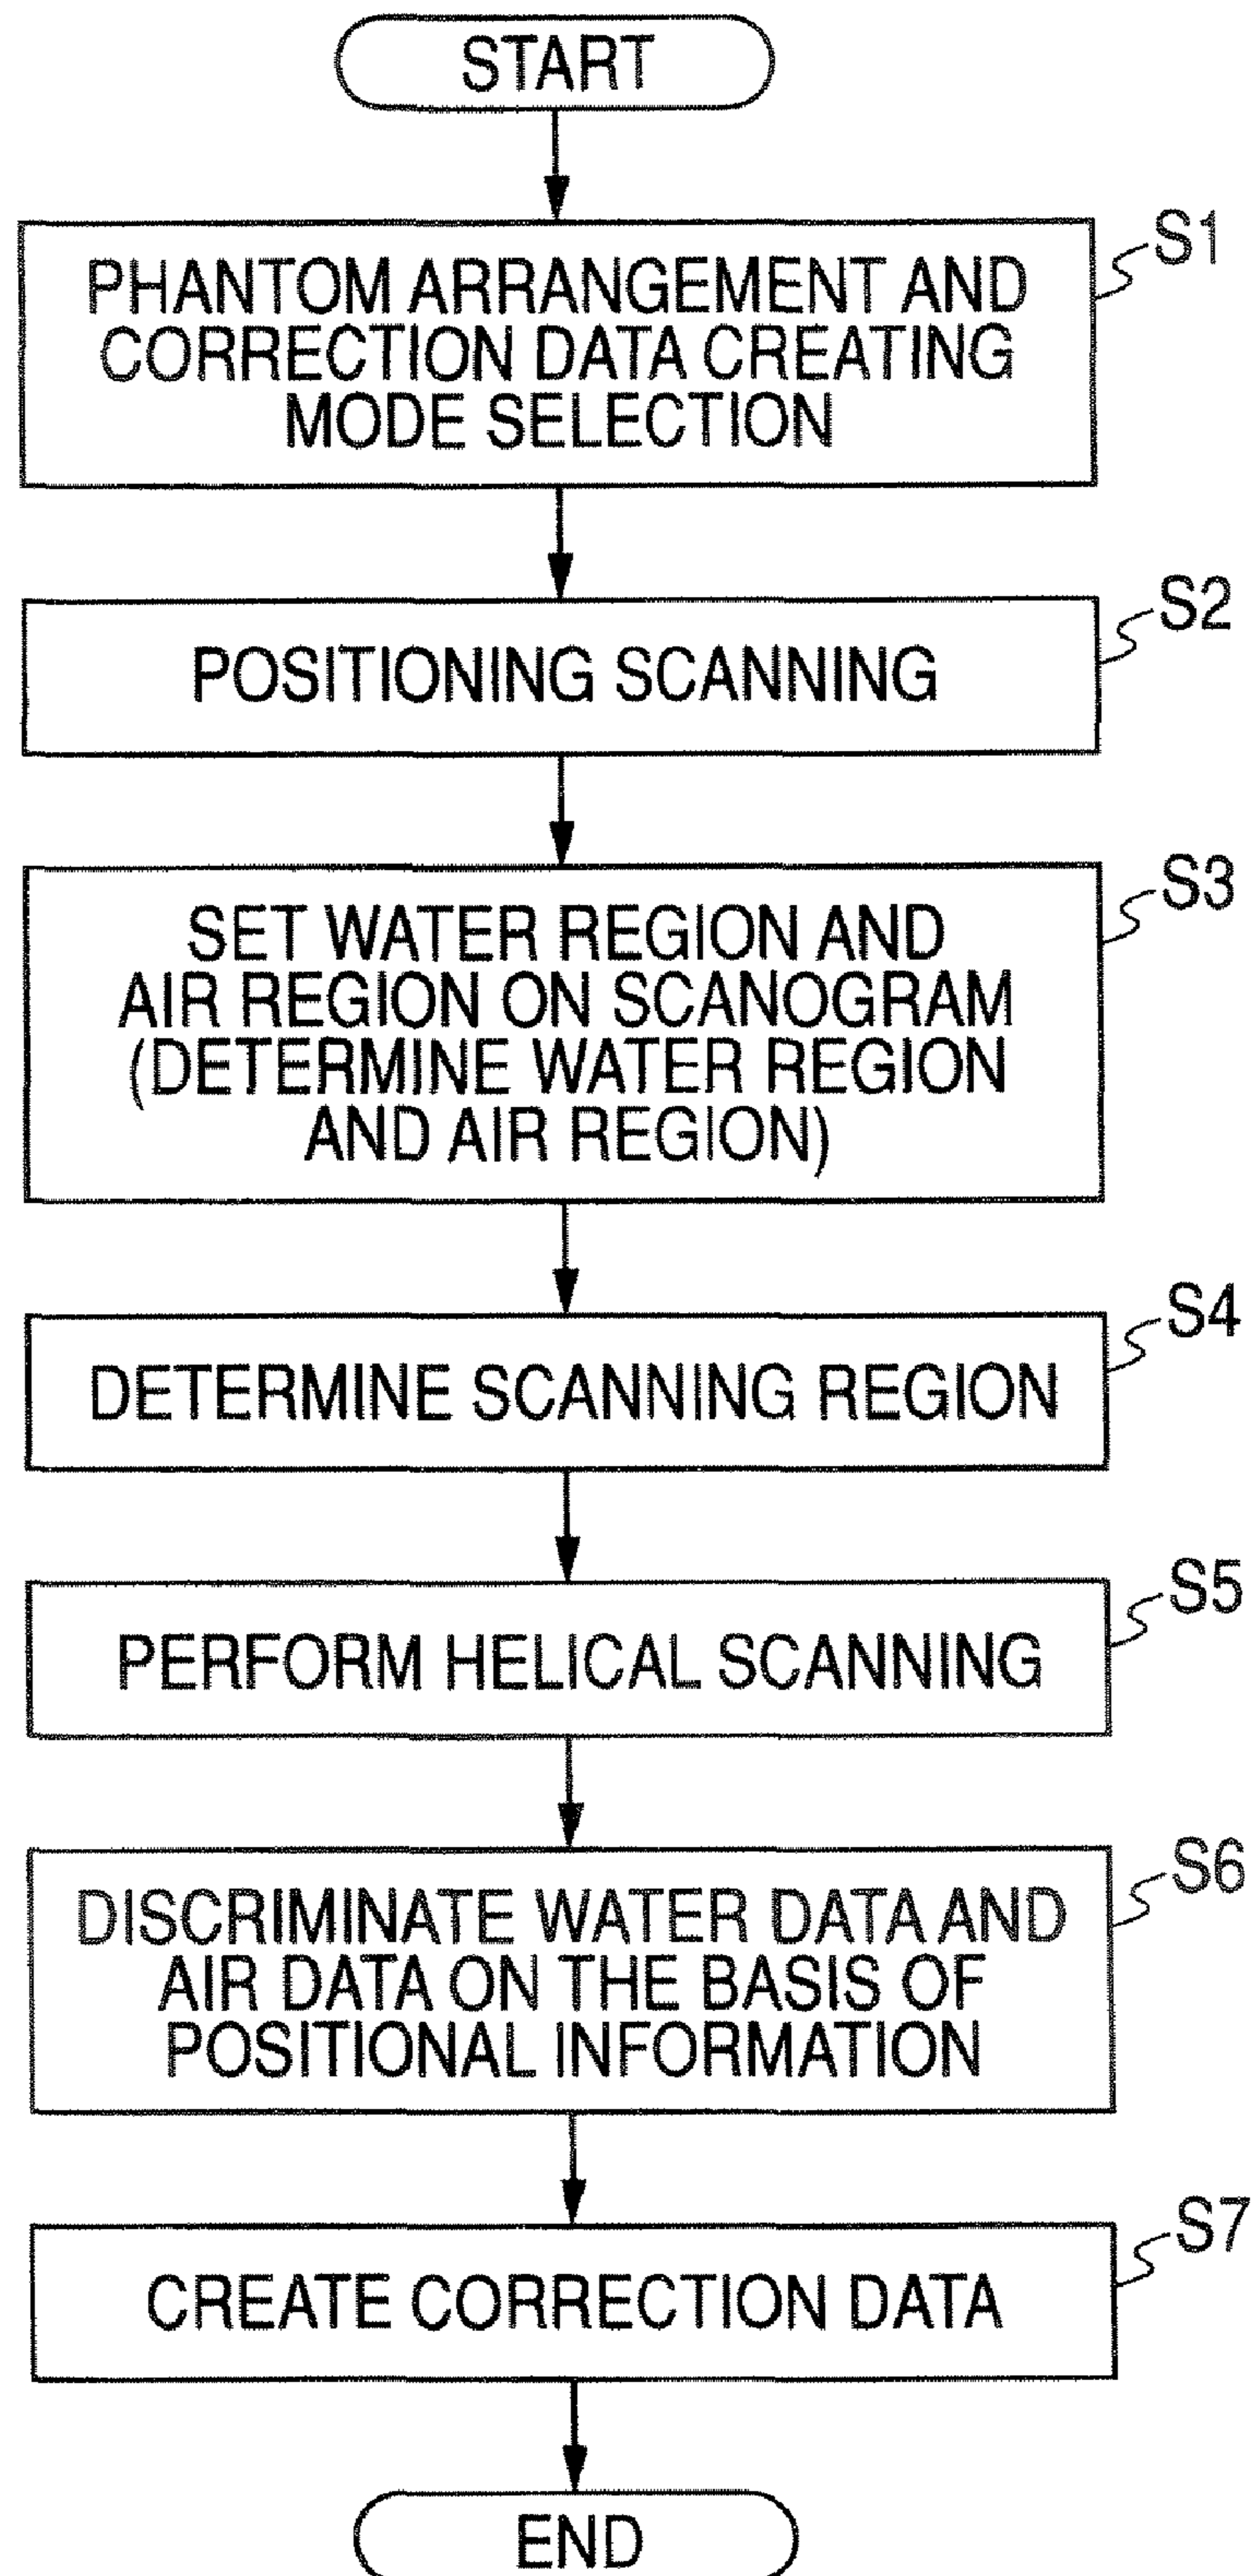 START
S1
PHANTOM ARRANGEMENT AND
CORRECTION DATA CREATING
MODE SELECTION
S2
POSITIONING SCANNING
S3
SET WATER REGION AND
AIR REGION ON SCANOGRAM
(DETERMINE WATER REGION
AND AIR REGION)
S4
DETERMINE SCANNING REGION
S5
PERFORM HELICAL SCANNING
S6
DISCRIMINATE WATER DATA AND
AIR DATA ON THE BASIS OF
POSITIONAL INFORMATION
S7
CREATE CORRECTION DATA
END